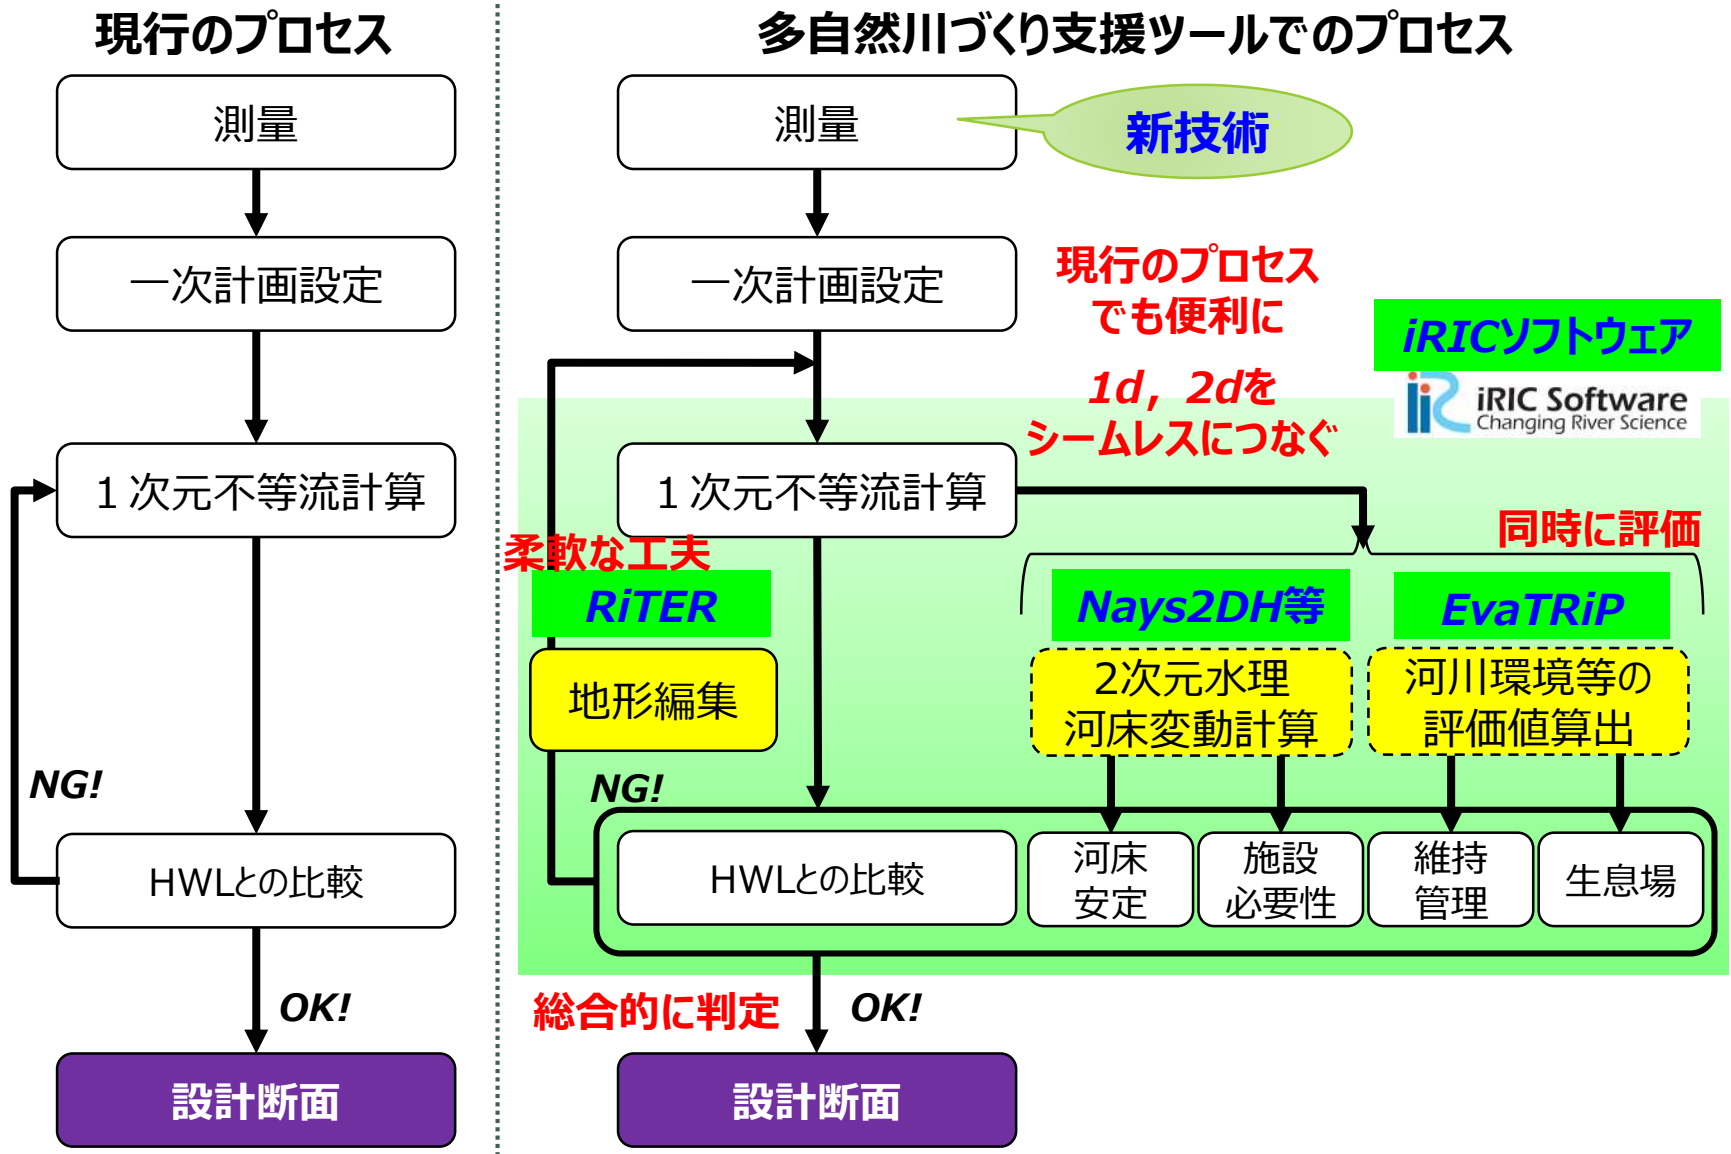 現行のプロセス
測量
一次計画設定
１次元不等流計算
NG!
HWLとの比較
OK!
設計断面
多自然川づくり支援ツールでのプロセス
測量
新技術
一次計画設定
現行のプロセス
でも便利に
iRICソフトウェア
iRIC Software
Changing River Science
1d，2dを
シームレスにつなぐ
１次元不等流計算
同時に評価
柔軟な工夫
RiTER
Nays2DH等
EvaTRiP
地形編集
2次元水理
河床変動計算
河川環境等の
評価値算出
NG!
HWLとの比較
河床
安定
施設
必要性
維持
管理
生息場
総合的に判定
OK!
設計断面